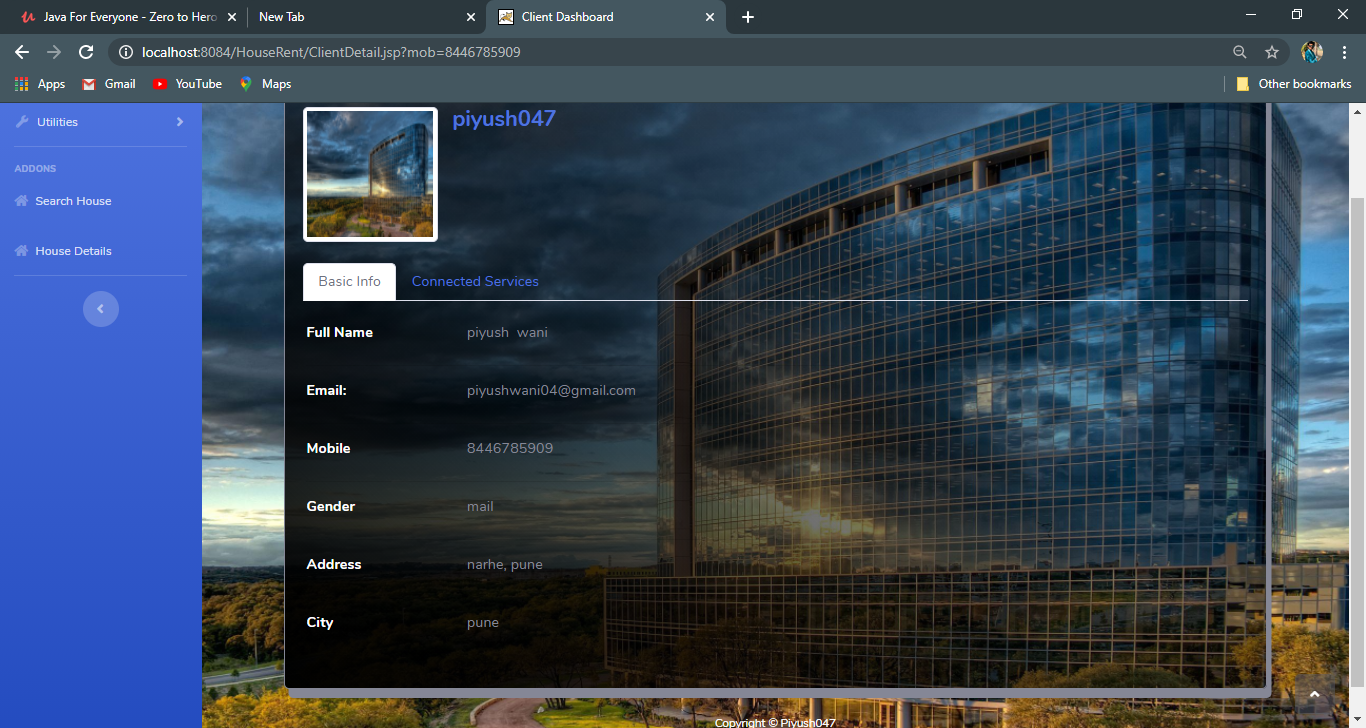 Java For Everyone - Zero to Hero
New Tab
Client Dashboard
localhost:8084/HouseRent/ClientDetail.jsp?mob=8446785909
Apps
Gmail
YouTube
Maps
Other bookmarks
Utilities
ADDONS
Search House
House Details
piyush047
Basic Info
Connected Services
Full Name piyush wani
Email: piyushwani04@gmail.com
Mobile 8446785909
Gender mail
Address narhe, pune
City pune
Copyright © Piyush047